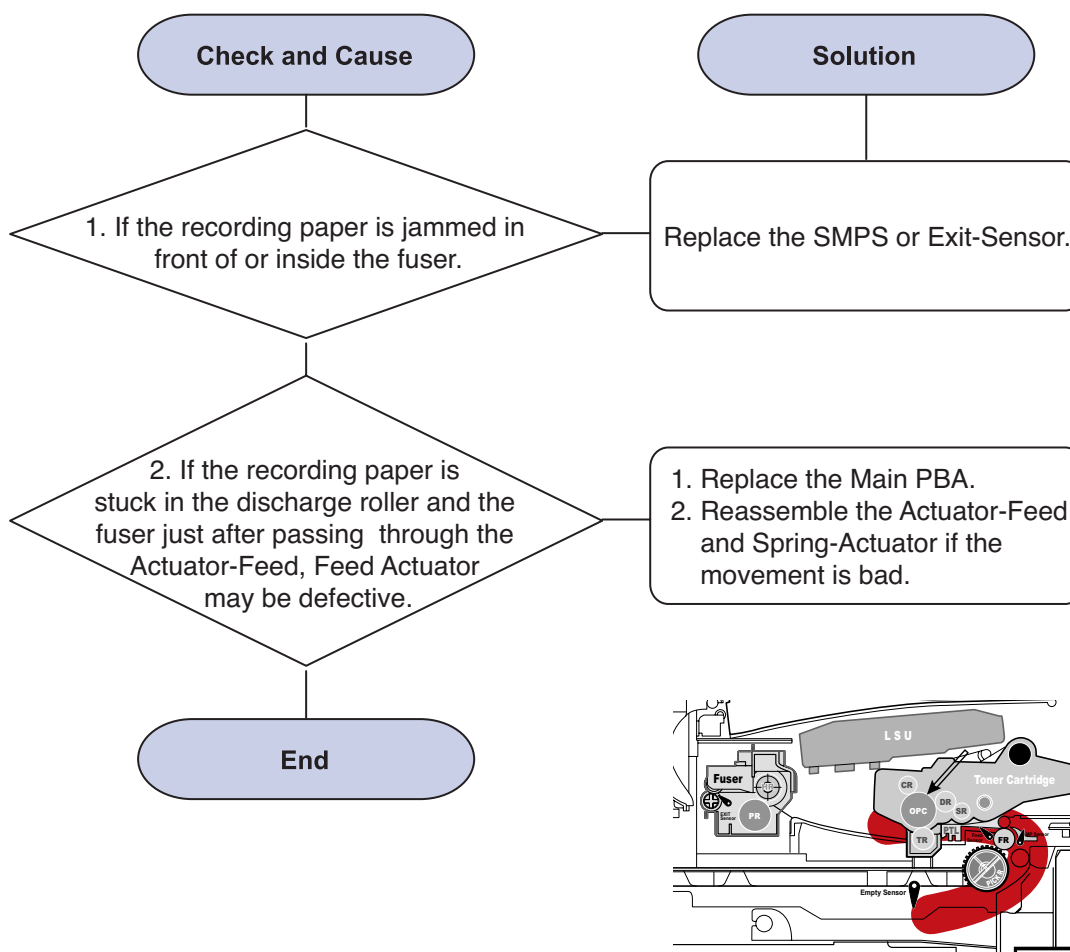 Check and Cause
Solution
1. If the recording paper is jammed in
front of or inside the fuser.
Replace the SMPS or Exit-Sensor.
2. If the recording paper is
stuck in the discharge roller and the
fuser just after passing through the
Actuator-Feed, Feed Actuator
may be defective.
1. Replace the Main PBA.
2. Reassemble the Actuator-Feed
and Spring-Actuator if the
movement is bad.
End
LSU
Fuser
EXIT
Sensor
PR
Toner Cartridge
CR
OPC
DR
SR
TR
PTL
Feed
FR
Empty Sensor